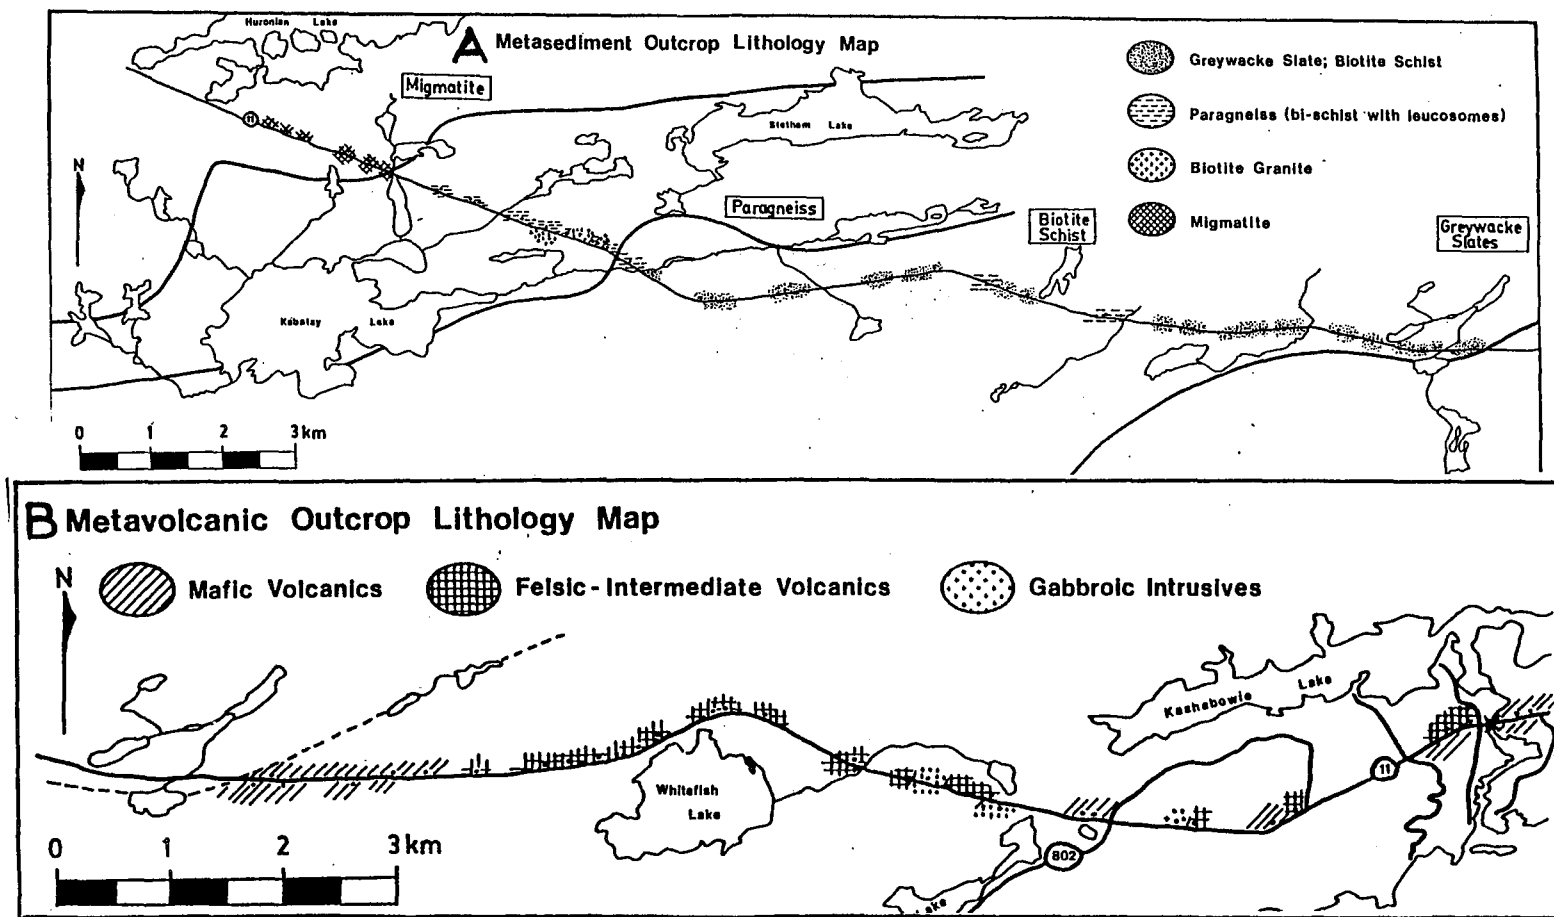 Huronian Lake
A Metasediment Outcrop Lithology Map
Greywacke Slate; Biotite Schist
Migmatite
Paragneiss (bi-schist with leucosomes)
11
Stetham Lake
Biotite Granite
N
Paragneiss
Biotite
Schist
Migmatite
Greywacke
Slates
Kabatay Lake
0 1 2 3 km
B Metavolcanic Outcrop Lithology Map
N
Mafic Volcanics
Felsic-Intermediate Volcanics
Gabbroic Intrusives
Kashabowie Lake
11
Whitefish
Lake
802
Lake
0 1 2 3 km